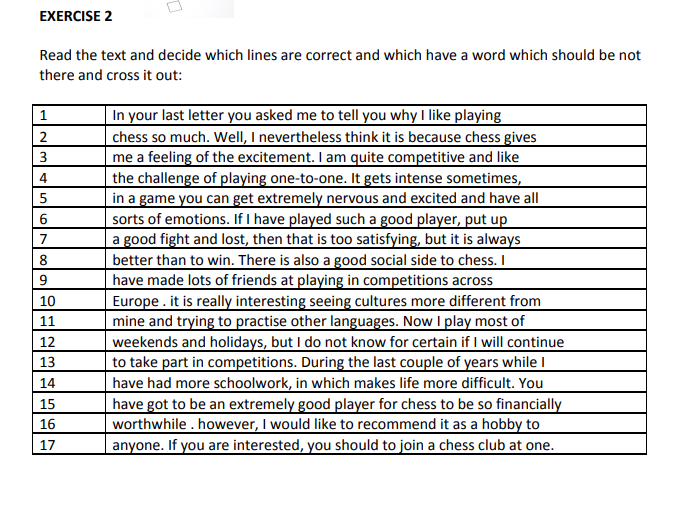 EXERCISE 2
Read the text and decide which lines are correct and which have a word which should be not
there and cross it out:
1 In your last letter you asked me to tell you why I like playing
2 chess so much. Well, I nevertheless think it is because chess gives
3 me a feeling of the excitement. I am quite competitive and like
4 the challenge of playing one-to-one. It gets intense sometimes,
5 in a game you can get extremely nervous and excited and have all
6 sorts of emotions. If I have played such a good player, put up
7 a good fight and lost, then that is too satisfying, but it is always
8 better than to win. There is also a good social side to chess. I
9 have made lots of friends at playing in competitions across
10 Europe . it is really interesting seeing cultures more different from
11 mine and trying to practise other languages. Now I play most of
12 weekends and holidays, but I do not know for certain if I will continue
13 to take part in competitions. During the last couple of years while I
14 have had more schoolwork, in which makes life more difficult. You
15 have got to be an extremely good player for chess to be so financially
16 worthwhile . however, I would like to recommend it as a hobby to
17 anyone. If you are interested, you should to join a chess club at one.